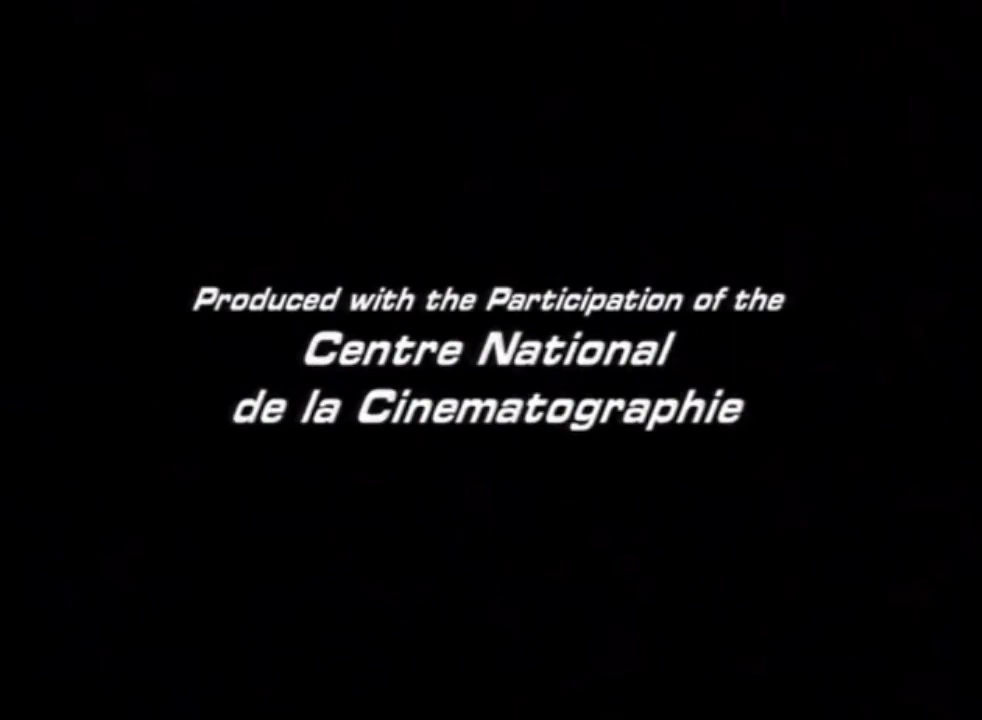 Produced with the Participation of the
Centre National
de la Cinematographie